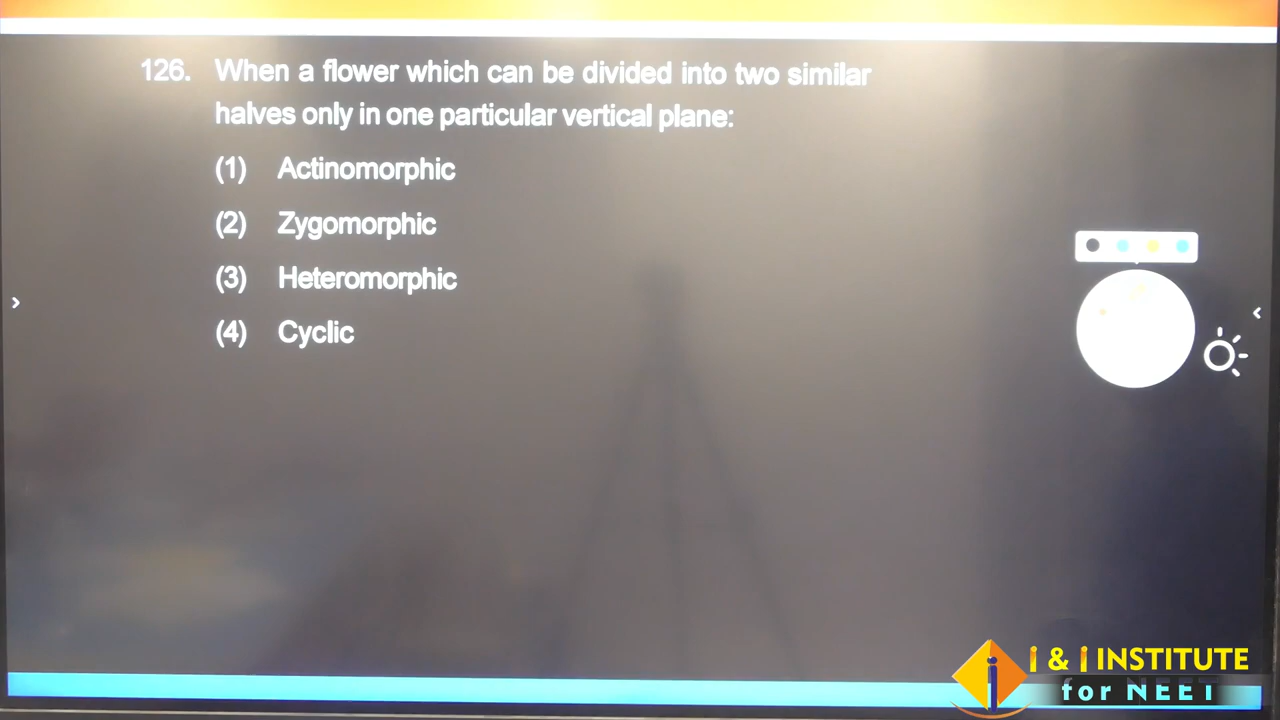 126. When a flower which can be divided into two similar
halves only in one particular vertical plane:
(1) Actinomorphic
(2) Zygomorphic
(3) Heteromorphic
(4) Cyclic
i & i INSTITUTE
for NEET